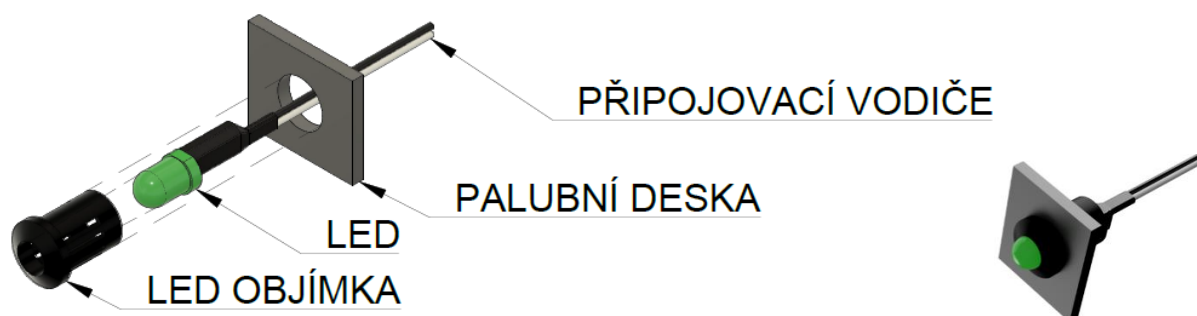 PŘIPOJOVACÍ VODIČE
PALUBNÍ DESKA
LED
LED OBJÍMKA